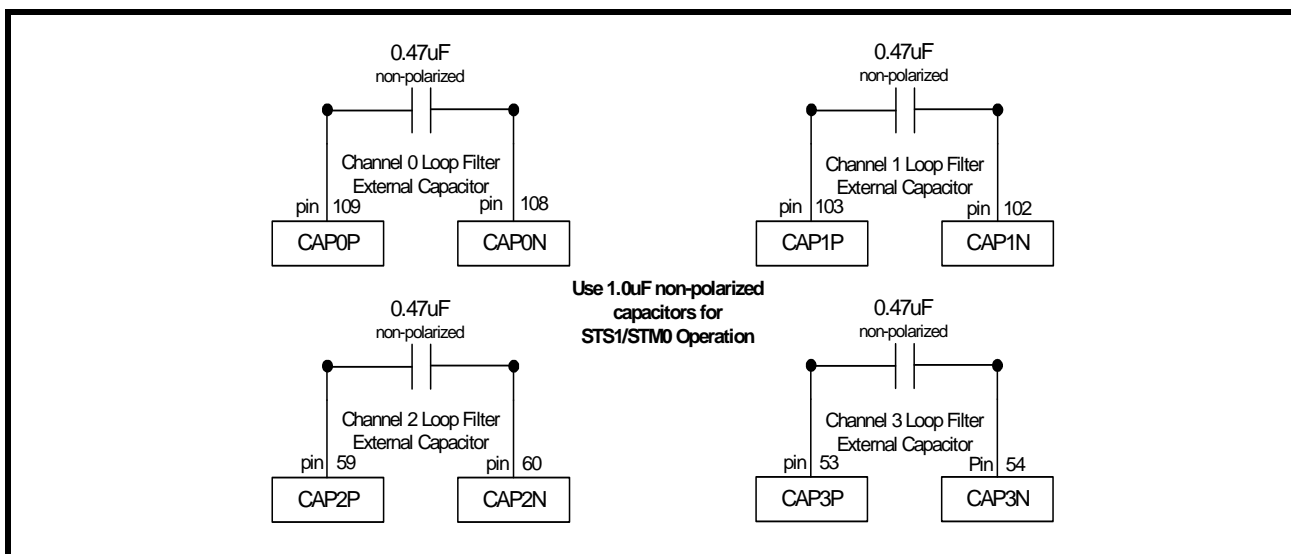 0.47uF
non-polarized
Channel 0 Loop Filter
External Capacitor
pin 109
pin 108
CAP0P
CAP0N
0.47uF
non-polarized
Channel 1 Loop Filter
External Capacitor
pin 103
pin 102
CAP1P
CAP1N
Use 1.0uF non-polarized
capacitors for
STS1/STM0 Operation
0.47uF
non-polarized
Channel 2 Loop Filter
External Capacitor
pin 59
pin 60
CAP2P
CAP2N
0.47uF
non-polarized
Channel 3 Loop Filter
External Capacitor
pin 53
Pin 54
CAP3P
CAP3N